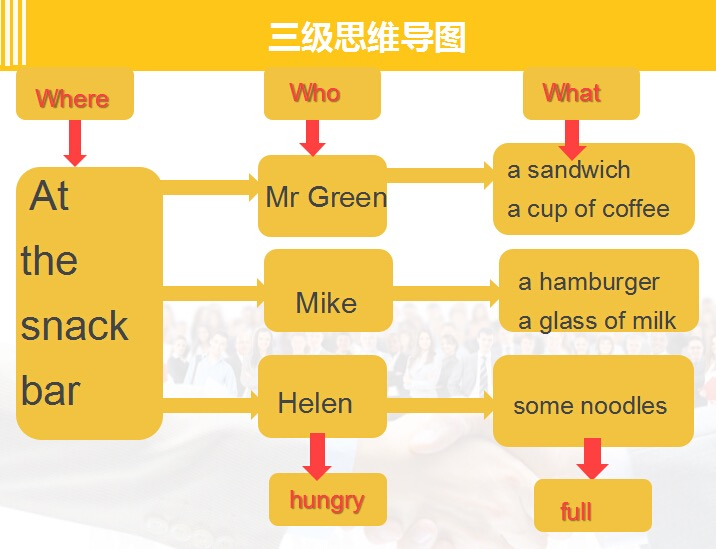 三级思维导图
Where
Who
What
At
the
snack
bar
Mr Green
a sandwich
a cup of coffee
Mike
a hamburger
a glass of milk
Helen
some noodles
hungry
full